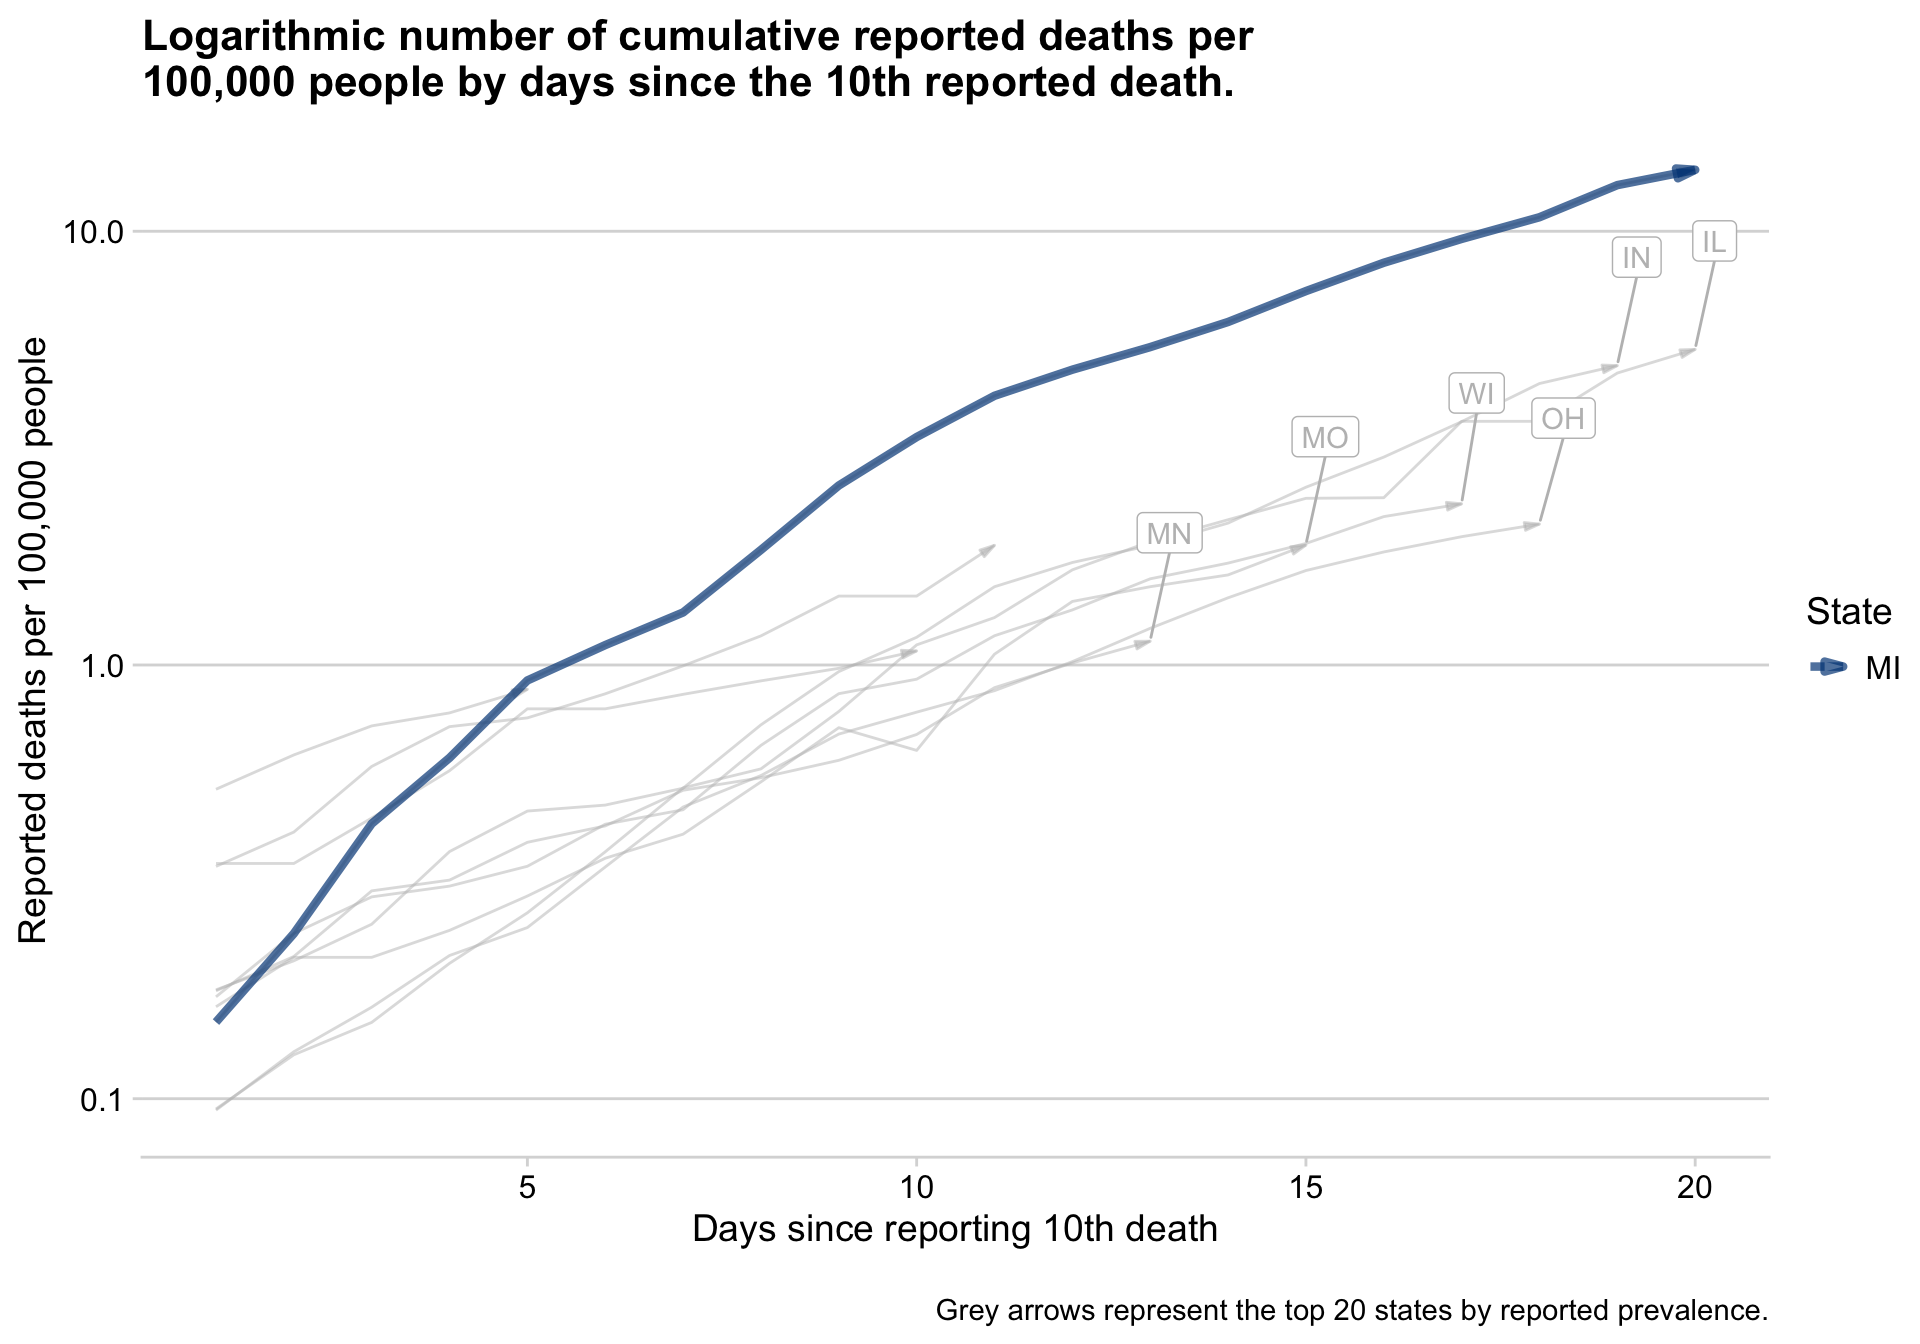 Logarithmic number of cumulative reported deaths per
100,000 people by days since the 10th reported death.
Reported deaths per 100,000 people
10.0
1.0
0.1
IN
IL
WI
OH
MO
MN
State
MI
5
10
15
20
Days since reporting 10th death
Grey arrows represent the top 20 states by reported prevalence.